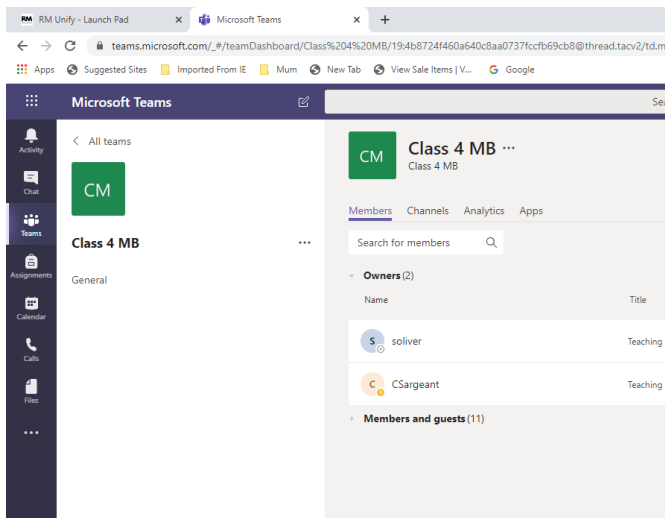 RM Unify - Launch Pad
Microsoft Teams
teams.microsoft.com/_#/teamDashboard/Class%204%20MB/19:4b8724f460a640c8aa0737fccfb69cb8@thread.tacv2/td.m
Apps Suggested Sites Imported From IE Mum New Tab View Sale Items | V... Google
Microsoft Teams
Sea
Activity
Chat
Teams
Assignments
Calendar
Calls
Files
All teams
CM
Class 4 MB
General
CM
Class 4 MB
Class 4 MB
Members Channels Analytics Apps
Search for members
Owners (2)
Name Title
S soliver Teaching
C CSargeant Teaching
Members and guests (11)